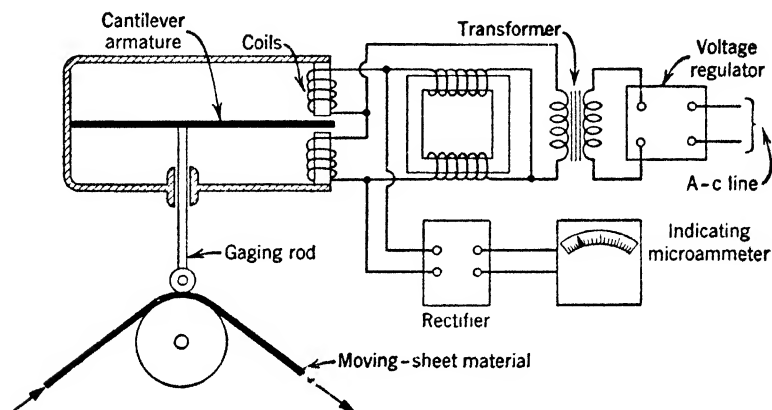 Cantilever
armature
Coils
Transformer
Voltage
regulator
A-c line
Gaging rod
Indicating
microammeter
Rectifier
Moving-sheet material